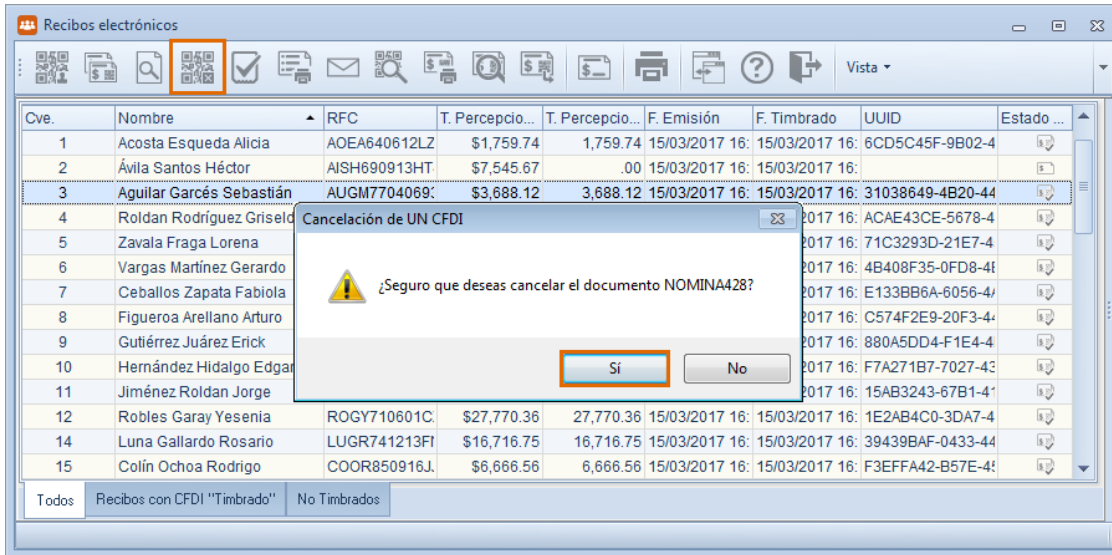 Recibos electrónicos
Vista
Cve. Nombre RFC T. Percepcio... T. Percepcio... F. Emisión F. Timbrado UUID Estado ...
1 Acosta Esqueda Alicia AOEA640612LZ $1,759.74 1,759.74 15/03/2017 16: 15/03/2017 16: 6CD5C45F-9B02-4
2 Ávila Santos Héctor AISH690913HT $7,545.67 .00 15/03/2017 16: 15/03/2017 16:
3 Aguilar Garcés Sebastián AUGM77040693 $3,688.12 3,688.12 15/03/2017 16: 15/03/2017 16: 31038649-4B20-44
4 Roldan Rodríguez Griseld 2017 16: ACAE43CE-5678-4
5 Zavala Fraga Lorena 2017 16: 71C3293D-21E7-4
6 Vargas Martínez Gerardo 2017 16: 4B408F35-0FD8-4
7 Ceballos Zapata Fabiola 2017 16: E133BB6A-6056-4
8 Figueroa Arellano Arturo 2017 16: C574F2E9-20F3-4
9 Gutiérrez Juárez Erick 2017 16: 880A5DD4-F1E4-4
10 Hernández Hidalgo Edgar 2017 16: F7A271B7-7027-43
11 Jiménez Roldan Jorge 2017 16: 15AB3243-67B1-41
Cancelación de UN CFDI
¿Seguro que deseas cancelar el documento NOMINA428?
Sí No
12 Robles Garay Yesenia ROGY710601C $27,770.36 27,770.36 15/03/2017 16: 15/03/2017 16: 1E2AB4C0-3DA7-4
14 Luna Gallardo Rosario LUGR741213F $16,716.75 16,716.75 15/03/2017 16: 15/03/2017 16: 39439BAF-0433-44
15 Colín Ochoa Rodrigo COOR850916J $6,666.56 6,666.56 15/03/2017 16: 15/03/2017 16: F3EFFA42-B57E-4
Todos Recibos con CFDI "Timbrado" No Timbrados